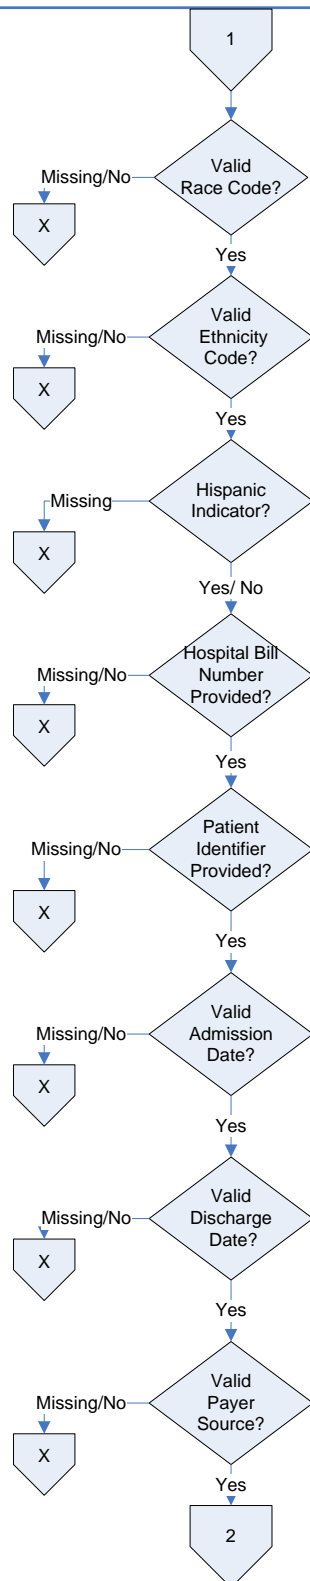 1
Valid
Race Code?
Missing/No
X
Yes
Valid
Ethnicity
Code?
Missing/No
X
Yes
Hispanic
Indicator?
Missing
X
Yes/ No
Hospital Bill
Number
Provided?
Missing/No
X
Yes
Patient
Identifier
Provided?
Missing/No
X
Yes
Valid
Admission
Date?
Missing/No
X
Yes
Valid
Discharge
Date?
Missing/No
X
Yes
Valid
Payer
Source?
Missing/No
X
Yes
2